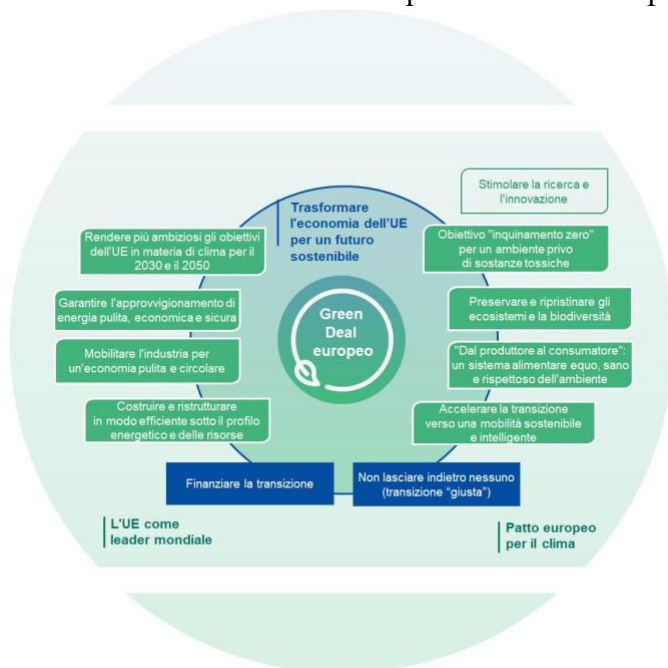 Stimolare la ricerca e
l'innovazione
Trasformare
l'economia dell'UE
per un futuro
sostenibile
Rendere più ambiziosi gli obiettivi
dell'UE in materia di clima per il
2030 e il 2050
Obiettivo "inquinamento zero"
per un ambiente privo
di sostanze tossiche
Garantire l'approvvigionamento di
energia pulita, economica e sicura
Preservare e ripristinare gli
ecosistemi e la biodiversità
Green
Deal
europeo
Mobilitare l'industria per
un'economia pulita e circolare
"Dal produttore al consumatore":
un sistema alimentare equo, sano
e rispettoso dell'ambiente
Costruire e ristrutturare
in modo efficiente sotto il profilo
energetico e delle risorse
Accelerare la transizione
verso una mobilità sostenibile
e intelligente
Finanziare la transizione
Non lasciare indietro nessuno
(transizione "giusta")
L'UE come
leader mondiale
Patto europeo
per il clima